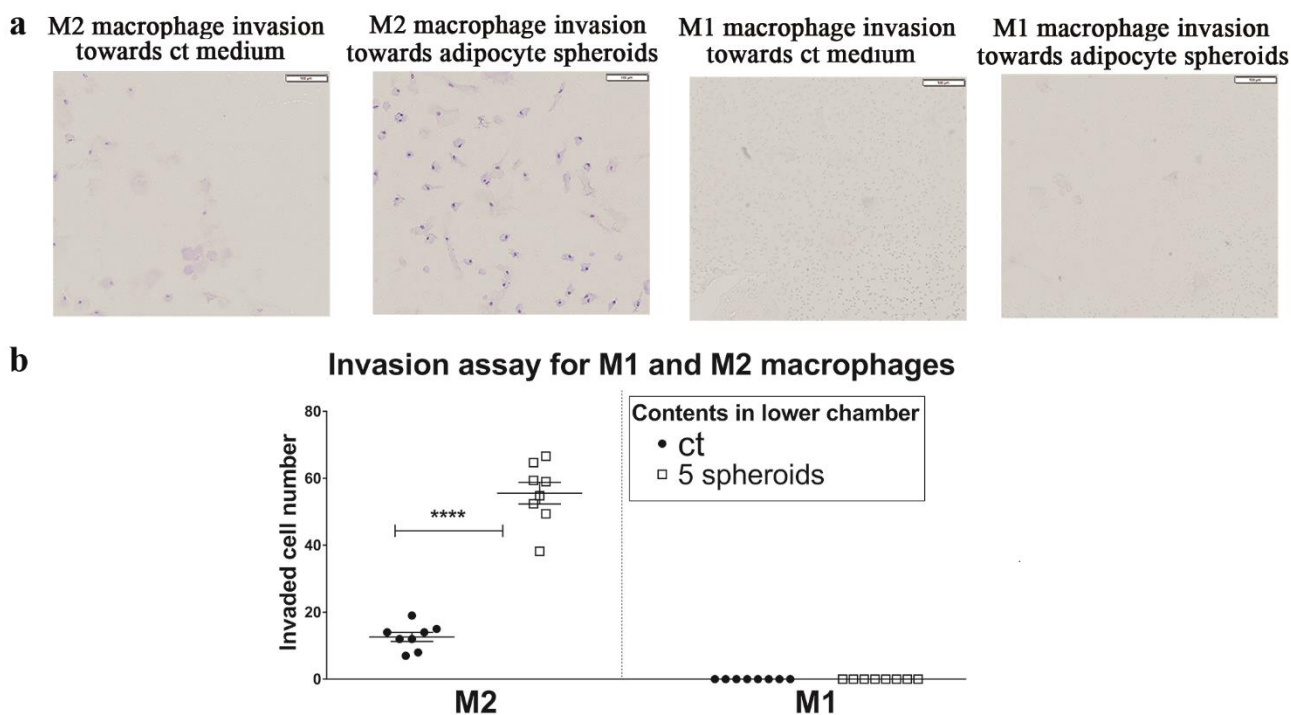 a
M2 macrophage invasion
towards ct medium
M2 macrophage invasion
towards adipocyte spheroids
M1 macrophage invasion
towards ct medium
M1 macrophage invasion
towards adipocyte spheroids
b
Invasion assay for M1 and M2 macrophages
Invaded cell number
80
60
40
20
0
****
Contents in lower chamber
ct
5 spheroids
M2
M1